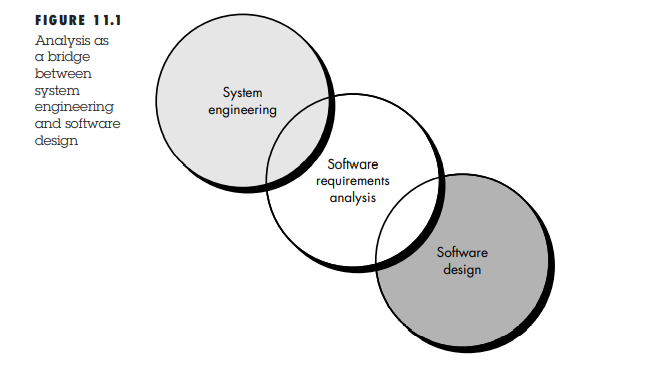 FIGURE 11.1
Analysis as
a bridge
between
system
engineering
and software
design
System
engineering
Software
requirements
analysis
Software
design